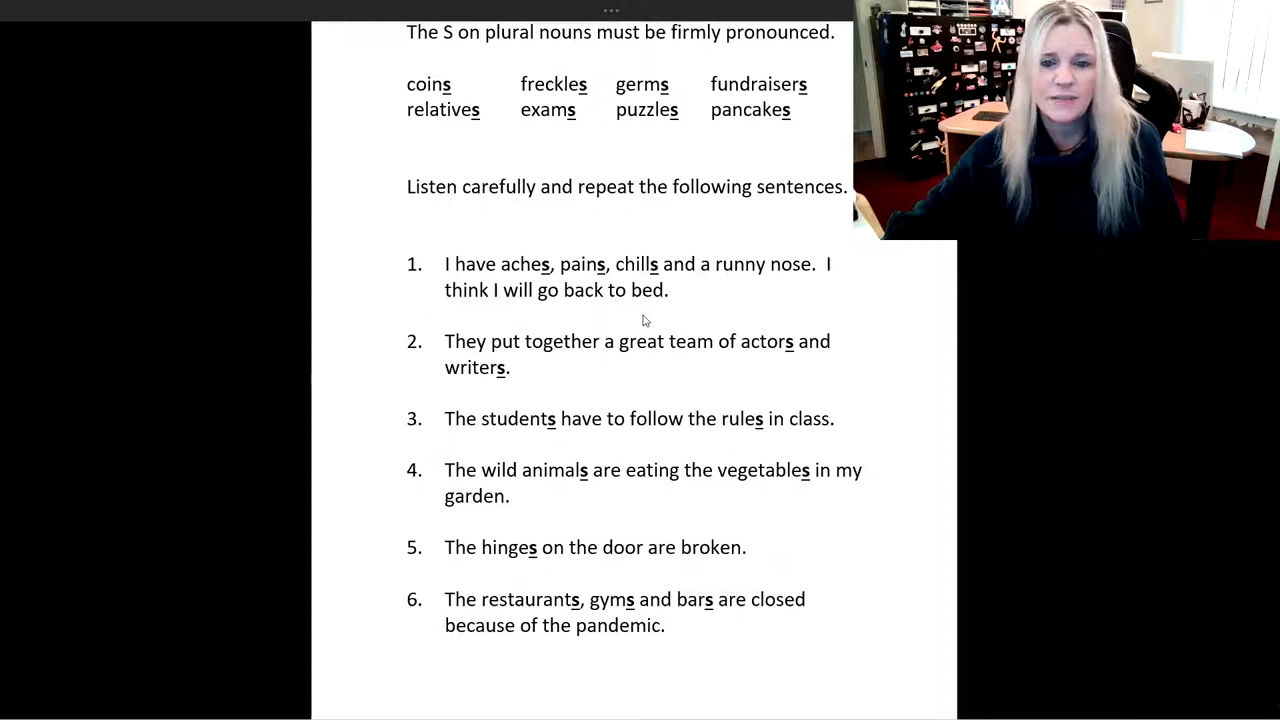 The S on plural nouns must be firmly pronounced.
coins freckles germs fundraisers
relatives exams puzzles pancakes
Listen carefully and repeat the following sentences.
1. I have aches, pains, chills and a runny nose. I
think I will go back to bed.
2. They put together a great team of actors and
writers.
3. The students have to follow the rules in class.
4. The wild animals are eating the vegetables in my
garden.
5. The hinges on the door are broken.
6. The restaurants, gyms and bars are closed
because of the pandemic.